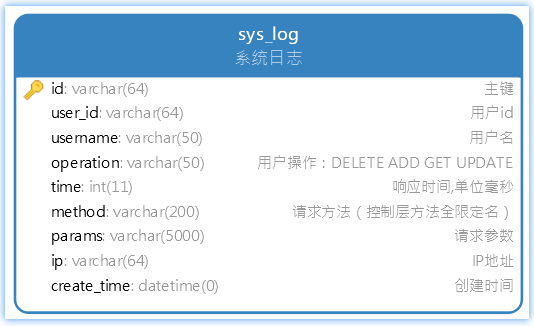 sys_log
系统日志
id: varchar(64) 主键
user_id: varchar(64) 用户id
username: varchar(50) 用户名
operation: varchar(50) 用户操作：DELETE ADD GET UPDATE
time: int(11) 响应时间,单位毫秒
method: varchar(200) 请求方法（控制层方法全限定名）
params: varchar(5000) 请求参数
ip: varchar(64) IP地址
create_time: datetime(0) 创建时间